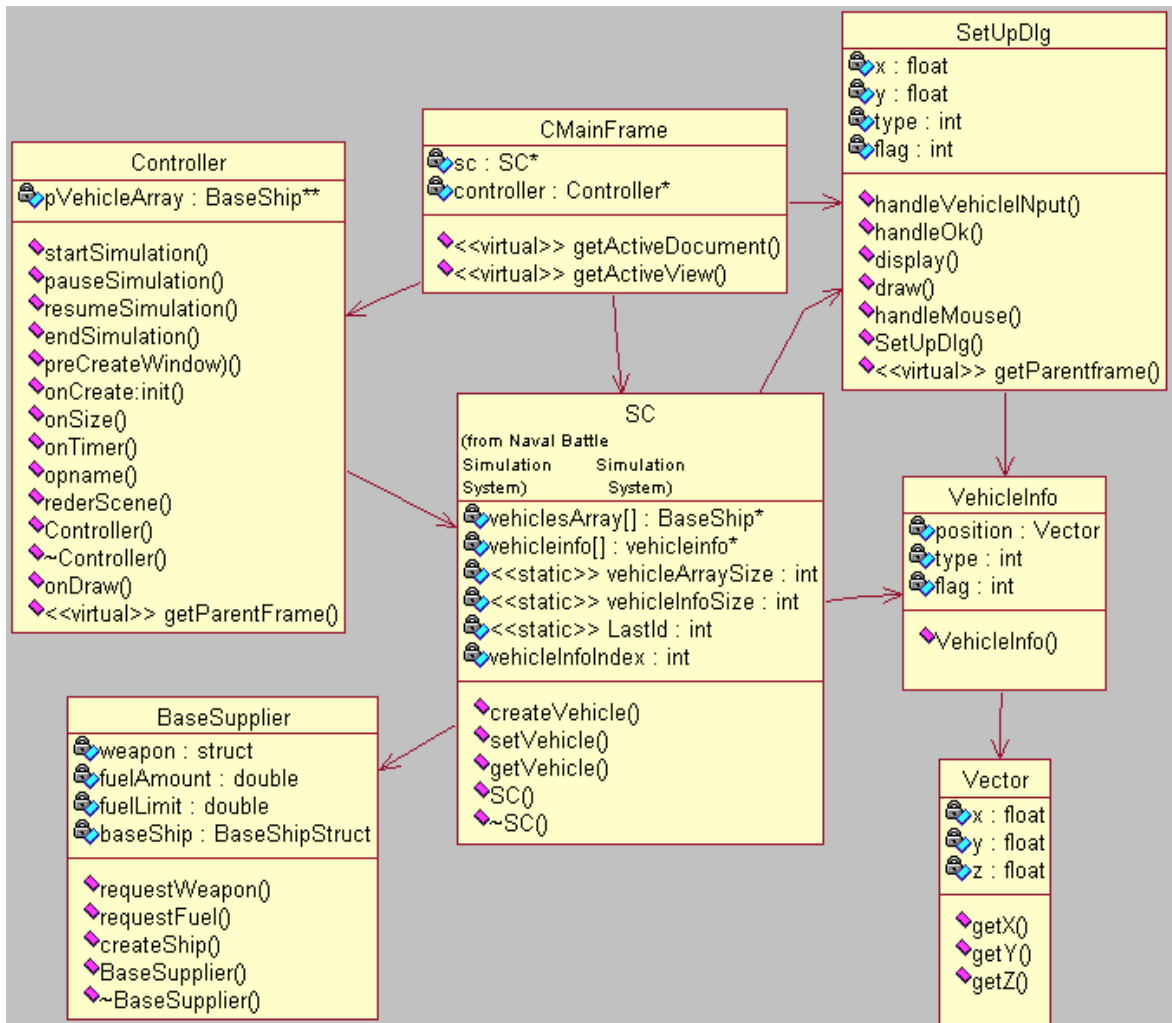 SetUpDlg
x : float
y : float
type : int
flag : int
handleVehicleINput()
handleOk()
display()
draw()
handleMouse()
SetUpDlg()
<<virtual>> getParentframe()
CMainFrame
sc : SC*
controller : Controller*
<<virtual>> getActiveDocument()
<<virtual>> getActiveView()
Controller
pVehicleArray : BaseShip**
startSimulation()
pauseSimulation()
resumeSimulation()
endSimulation()
preCreateWindow)()
onCreate:init()
onSize()
onTimer()
opname()
rederScene()
Controller()
~Controller()
onDraw()
<<virtual>> getParentFrame()
SC
(from Naval Battle
Simulation Simulation
System) System)
vehiclesArray[] : BaseShip*
vehicleinfo[] : vehicleinfo*
<<static>> vehicleArraySize : int
<<static>> vehicleInfoSize : int
<<static>> LastId : int
vehicleInfoIndex : int
createVehicle()
setVehicle()
getVehicle()
SC()
~SC()
VehicleInfo
position : Vector
type : int
flag : int
VehicleInfo()
BaseSupplier
weapon : struct
fuelAmount : double
fuelLimit : double
baseShip : BaseShipStruct
requestWeapon()
requestFuel()
createShip()
BaseSupplier()
~BaseSupplier()
Vector
x : float
y : float
z : float
getX()
getY()
getZ()